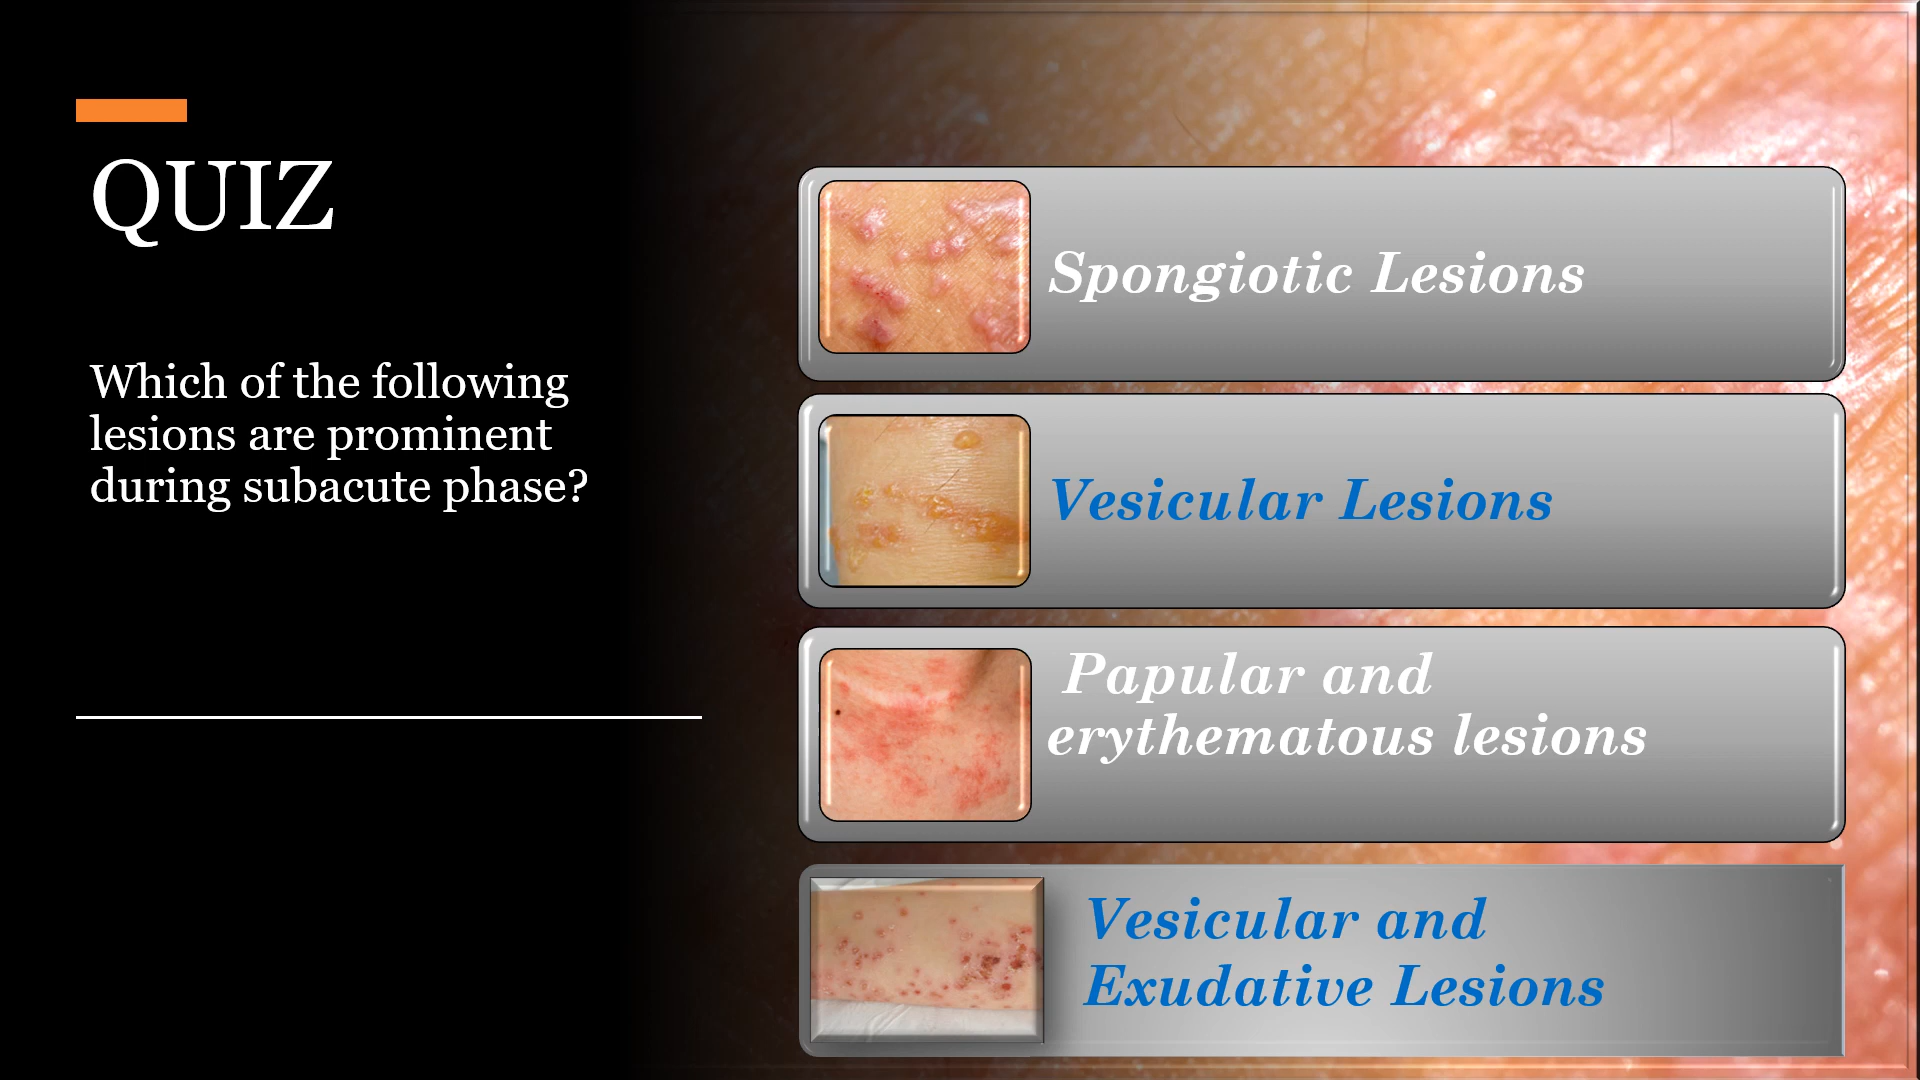 QUIZ
Which of the following
lesions are prominent
during subacute phase?
Spongiotic Lesions
Vesicular Lesions
Papular and
erythematous lesions
Vesicular and
Exudative Lesions